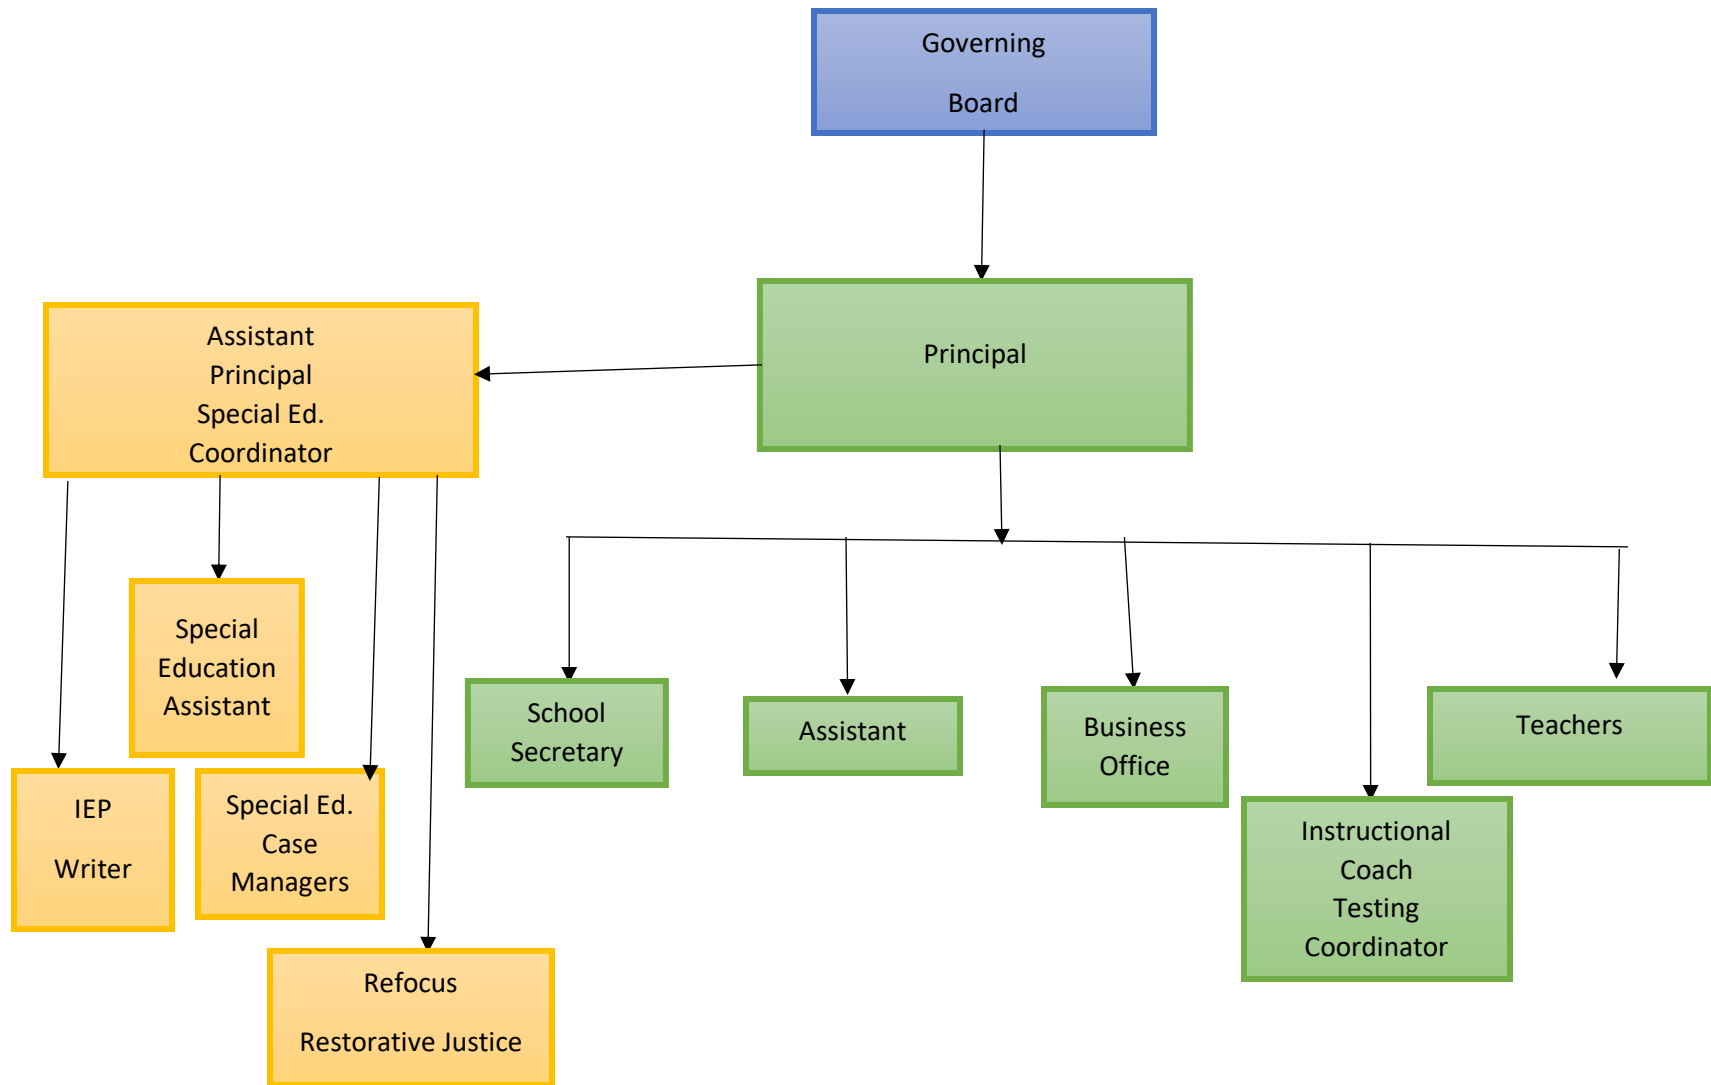 Governing
Board
Principal
Assistant
Principal
Special Ed.
Coordinator
Special
Education
Assistant
School
Secretary
Assistant
Business
Office
Teachers
IEP
Writer
Special Ed.
Case
Managers
Instructional
Coach
Testing
Coordinator
Refocus
Restorative Justice